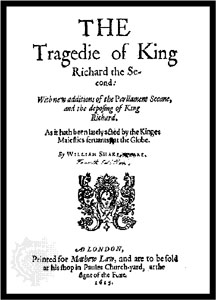 THE
Tragedie of King
Richard the Se-
cond:
With new additions of the Parliament Sceane,
and the deposing of King
Richard.
As it hath been lately acted by the Kinges
Maiesties seruants, at the Globe.
By WILLIAM SHAKE-SPEARE.
Fourth Edition.
At LONDON,
Printed for Mathew Law, and are to be sold
at his shop in Paules Church-yard, at the
signe of the Foxe.
1615.